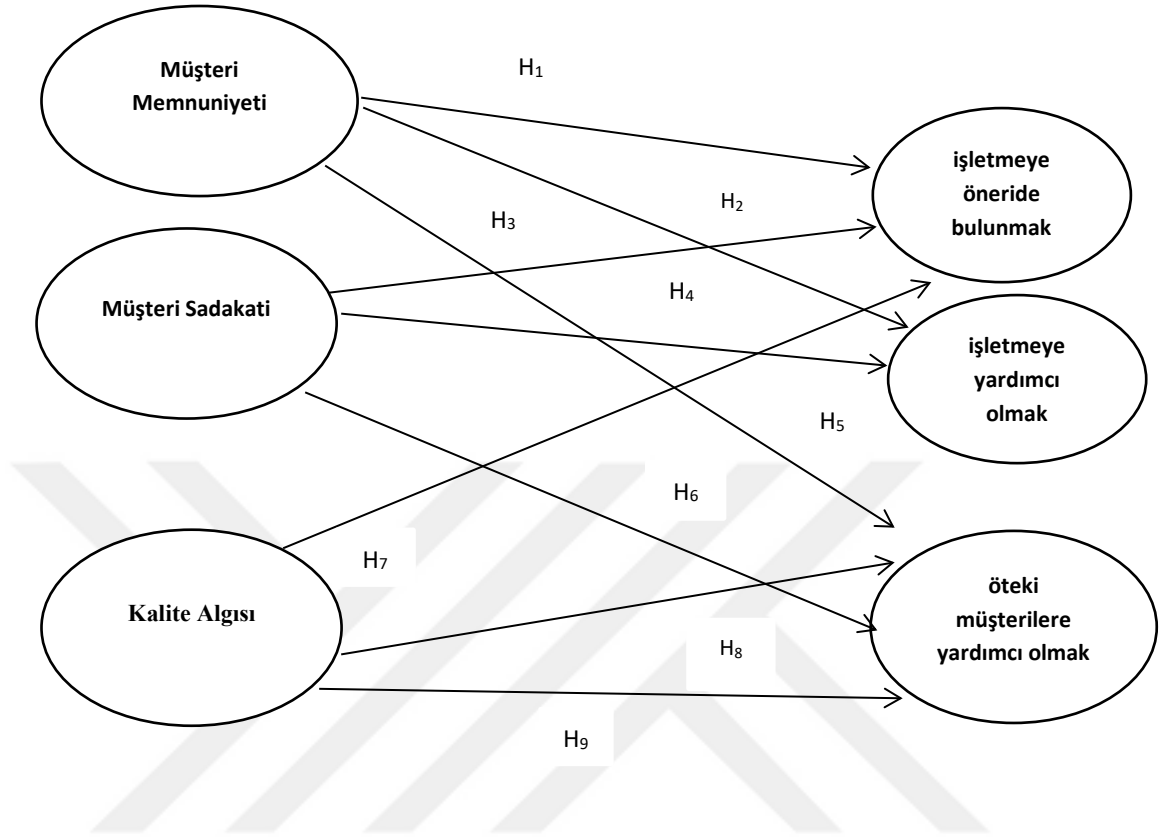 Müşteri
Memnuniyeti
H₁
işletmeye
öneride
bulunmak
H₂
H₃
Müşteri Sadakati
H₄
işletmeye
yardımcı
olmak
H₅
H₆
H₇
Kalite Algısı
öteki
müşterilere
yardımcı olmak
H₈
H₉